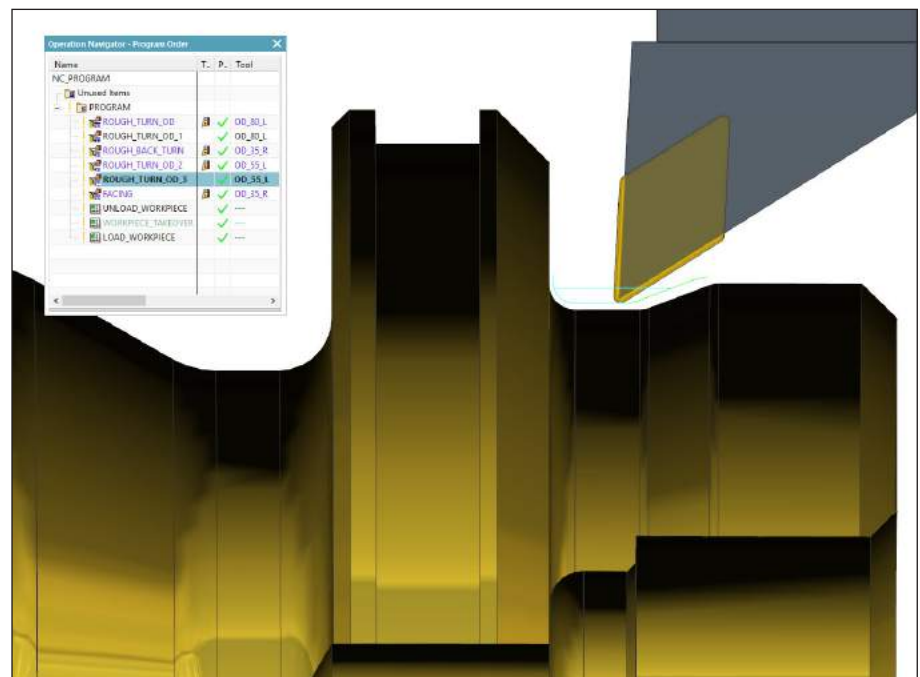 Operation Navigator - Program Order
Name T.. P.. Tool
NC_PROGRAM
Unused Items
PROGRAM
ROUGH_TURN_OD OD_80_L
ROUGH_TURN_OD_1 OD_80_L
ROUGH_BACK_TURN OD_35_R
ROUGH_TURN_OD_2 OD_55_L
ROUGH_TURN_OD_3 OD_55_L
FACING OD_35_R
UNLOAD_WORKPIECE ---
WORKPIECE_TAKEOVER ---
LOAD_WORKPIECE ---